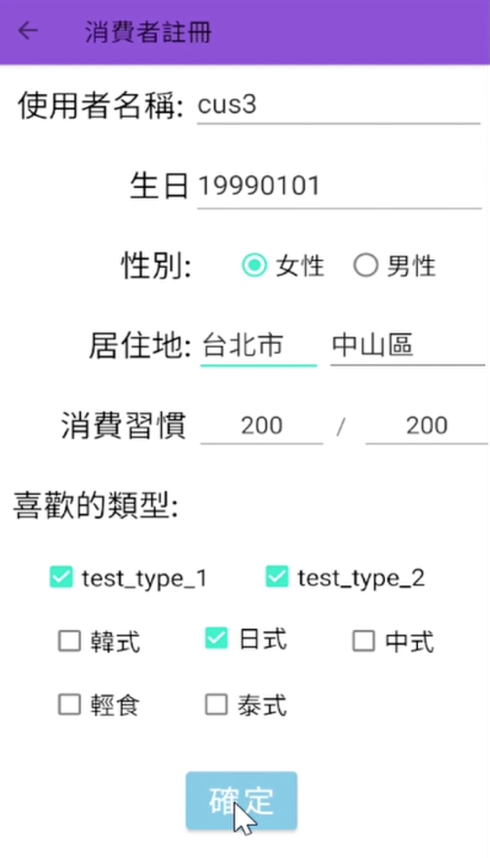 消費者註冊
使用者名稱: cus3
生日 19990101
性別: 女性 男性
居住地: 台北市 中山區
消費習慣 200 / 200
喜歡的類型:
test_type_1 test_type_2
韓式 日式 中式
輕食 泰式
確定